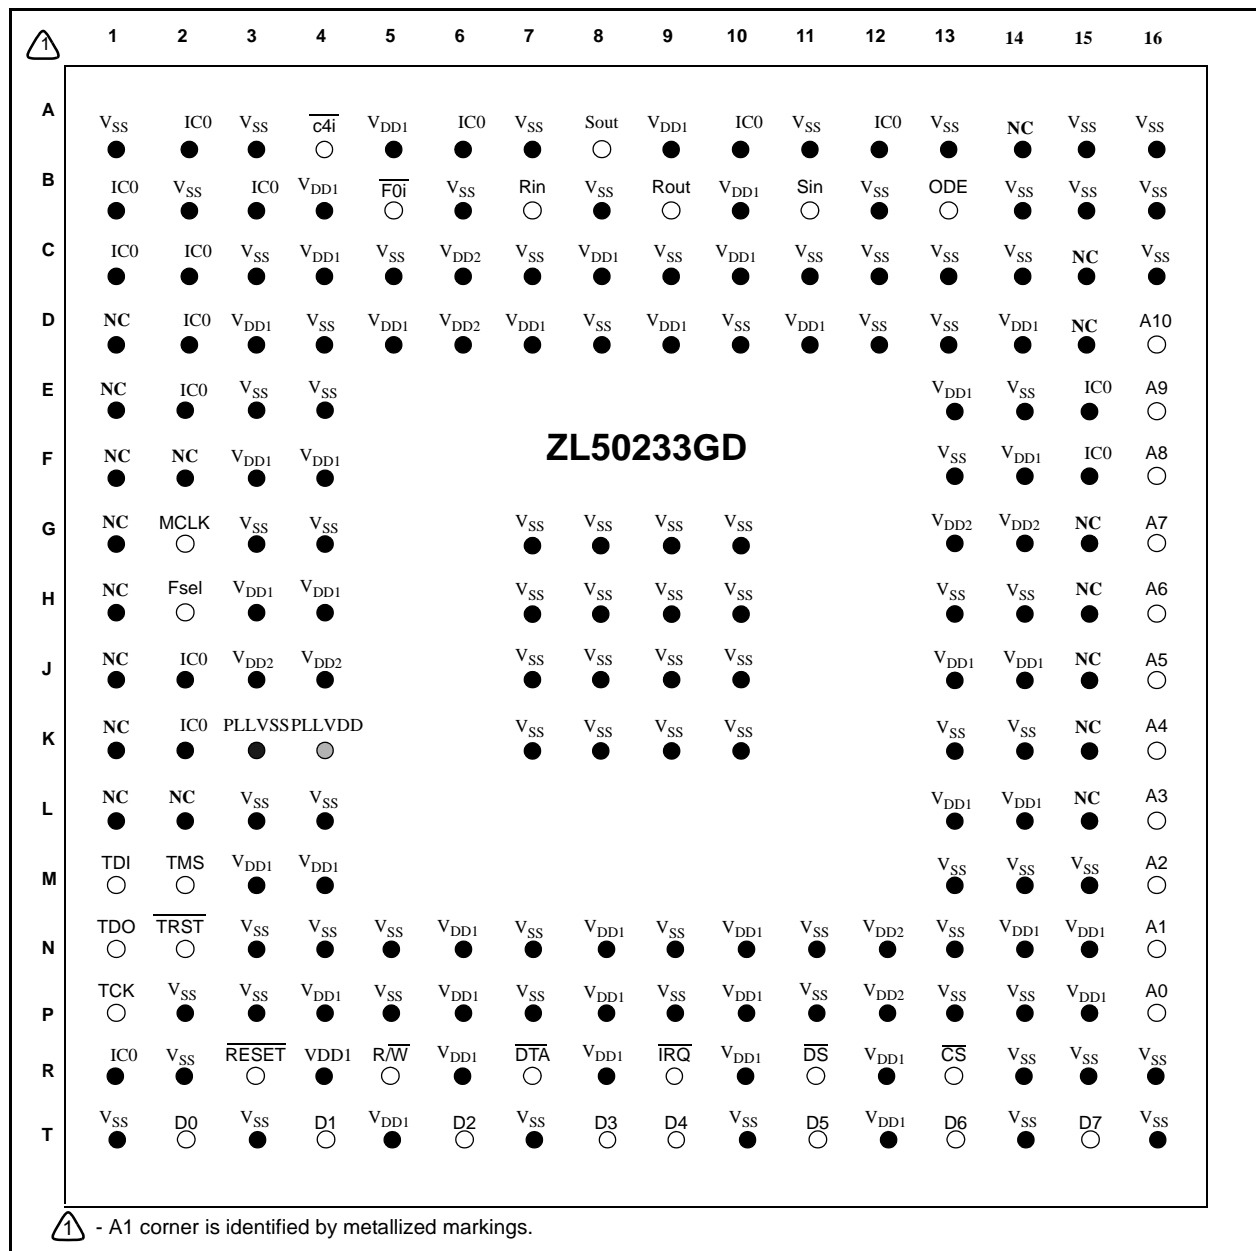 1 1 2 3 4 5 6 7 8 9 10 11 12 13 14 15 16
A VSS IC0 VSS c4i VDD1 IC0 VSS Sout VDD1 IC0 VSS IC0 VSS NC VSS VSS
B IC0 VSS IC0 VDD1 F0i VSS Rin VSS Rout VDD1 Sin VSS ODE VSS VSS VSS
C IC0 IC0 VSS VDD1 VSS VDD2 VSS VDD1 VSS VDD1 VSS VSS VSS VSS NC VSS
D NC IC0 VDD1 VSS VDD1 VDD2 VDD1 VSS VDD1 VSS VDD1 VSS VSS VDD1 NC A10
E NC IC0 VSS VSS VDD1 VSS IC0 A9
ZL50233GD
F NC NC VDD1 VDD1 VSS VDD1 IC0 A8
G NC MCLK VSS VSS VSS VSS VSS VSS VDD2 VDD2 NC A7
H NC Fsel VDD1 VDD1 VSS VSS VSS VSS VSS VSS NC A6
J NC IC0 VDD2 VDD2 VSS VSS VSS VSS VDD1 VDD1 NC A5
K NC IC0 PLLVSS PLLVDD VSS VSS VSS VSS VSS VSS NC A4
L NC NC VSS VSS VDD1 VDD1 NC A3
M TDI TMS VDD1 VDD1 VSS VSS VSS A2
N TDO TRST VSS VSS VSS VDD1 VSS VDD1 VSS VDD1 VSS VDD2 VSS VDD1 VDD1 A1
P TCK VSS VSS VDD1 VSS VDD1 VSS VDD1 VSS VDD1 VSS VDD2 VSS VSS VDD1 A0
R IC0 VSS RESET VDD1 R/W VDD1 DTA VDD1 IRQ VDD1 DS VDD1 CS VSS VSS VSS
T VSS D0 VSS D1 VDD1 D2 VSS D3 D4 VSS D5 VDD1 D6 VSS D7 VSS
1 - A1 corner is identified by metallized markings.